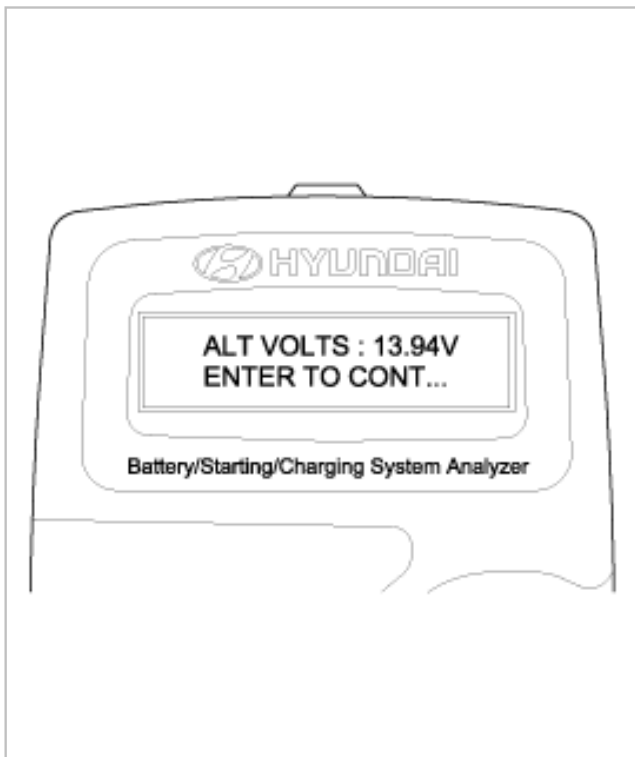 HYUNDAI
ALT VOLTS : 13.94V
ENTER TO CONT...
Battery/Starting/Charging System Analyzer